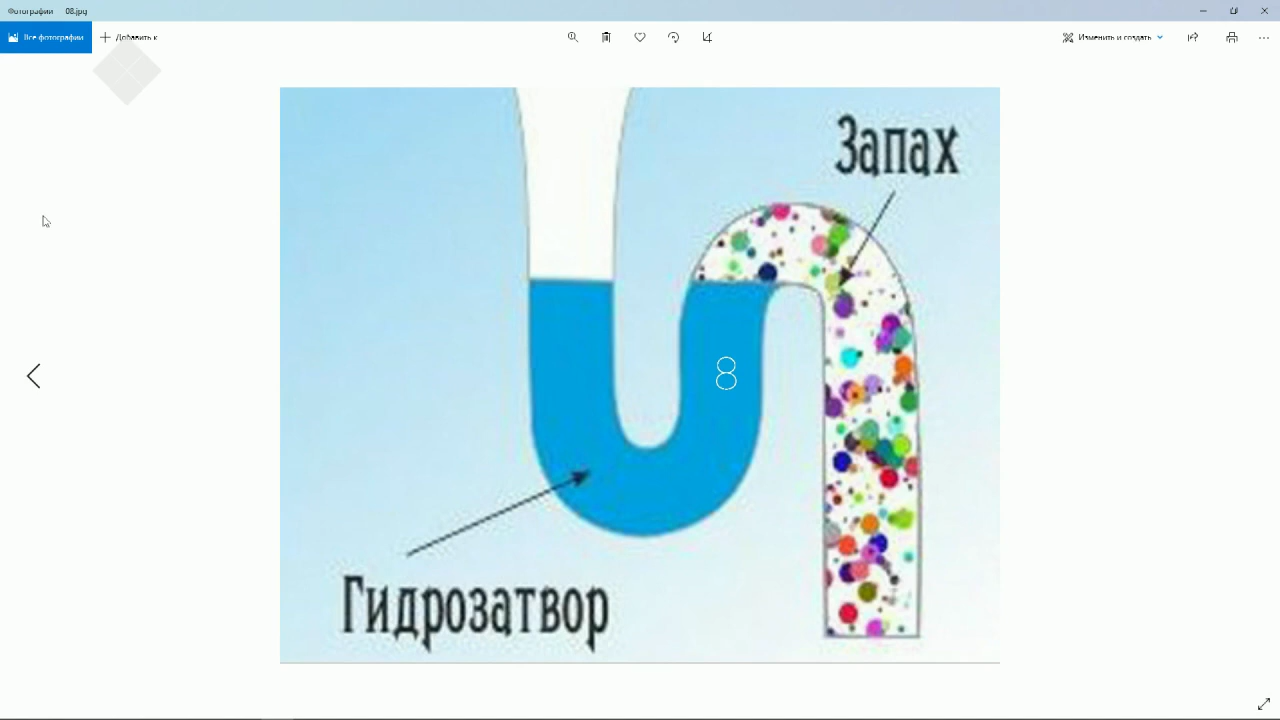 Фотографии 08.jpg
Все фотографии
Добавить к
Изменить и создать
Запах
8
Гидрозатвор